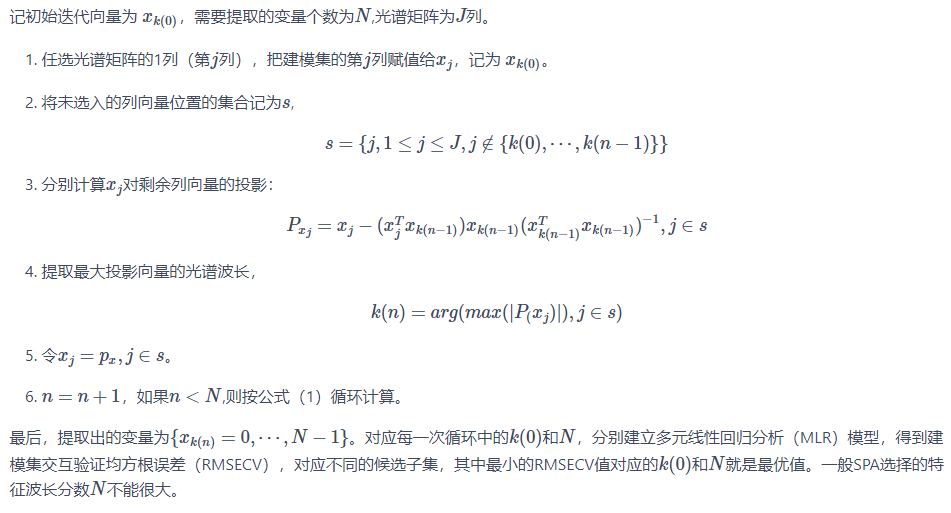 记初始迭代向量为 $x_{k(0)}$，需要提取的变量个数为$N$,光谱矩阵为$J$列。
1. 任选光谱矩阵的1列（第$j$列），把建模集的第$j$列赋值给$x_j$，记为 $x_{k(0)}$。
2. 将未选入的列向量位置的集合记为$s$,
$s = \{j, 1 \leq j \leq J, j \notin \{k(0), \cdots, k(n-1)\}\}$
3. 分别计算$x_j$对剩余列向量的投影：
$P_{x_j} = x_j - (x_j^T x_{k(n-1)}) x_{k(n-1)} (x_{k(n-1)}^T x_{k(n-1)})^{-1}, j \in s$
4. 提取最大投影向量的光谱波长，
$k(n) = arg(max(|P_( x_j)|), j \in s)$
5. 令$x_j = p_x, j \in s$。
6. $n = n + 1$，如果$n < N$,则按公式（1）循环计算。
最后，提取出的变量为$\{x_{k(n)} = 0, \cdots, N-1\}$。对应每一次循环中的$k(0)$和$N$，分别建立多元线性回归分析（MLR）模型，得到建
模集交互验证均方根误差（RMSECV），对应不同的候选子集，其中最小的RMSECV值对应的$k(0)$和$N$就是最优值。一般SPA选择的特
征波长分数$N$不能很大。